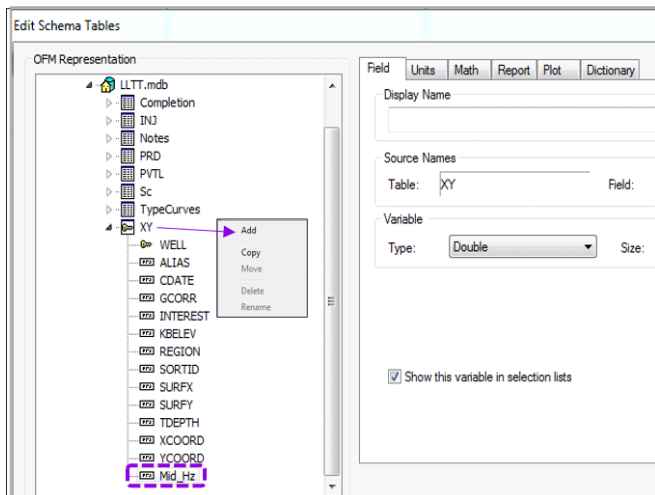 Edit Schema Tables
OFM Representation
LLTT.mdb
Completion
INJ
Notes
PRD
PVTL
Sc
TypeCurves
XY
WELL
ALIAS
CDATE
GCORR
INTEREST
KBELEV
REGION
SORTID
SURFX
SURFY
TDEPTH
XCOORD
YCOORD
Mid_Hz
Add
Copy
Move
Delete
Rename
Field Units Math Report Plot Dictionary
Display Name
Source Names
Table: XY Field:
Variable
Type: Double Size:
Show this variable in selection lists